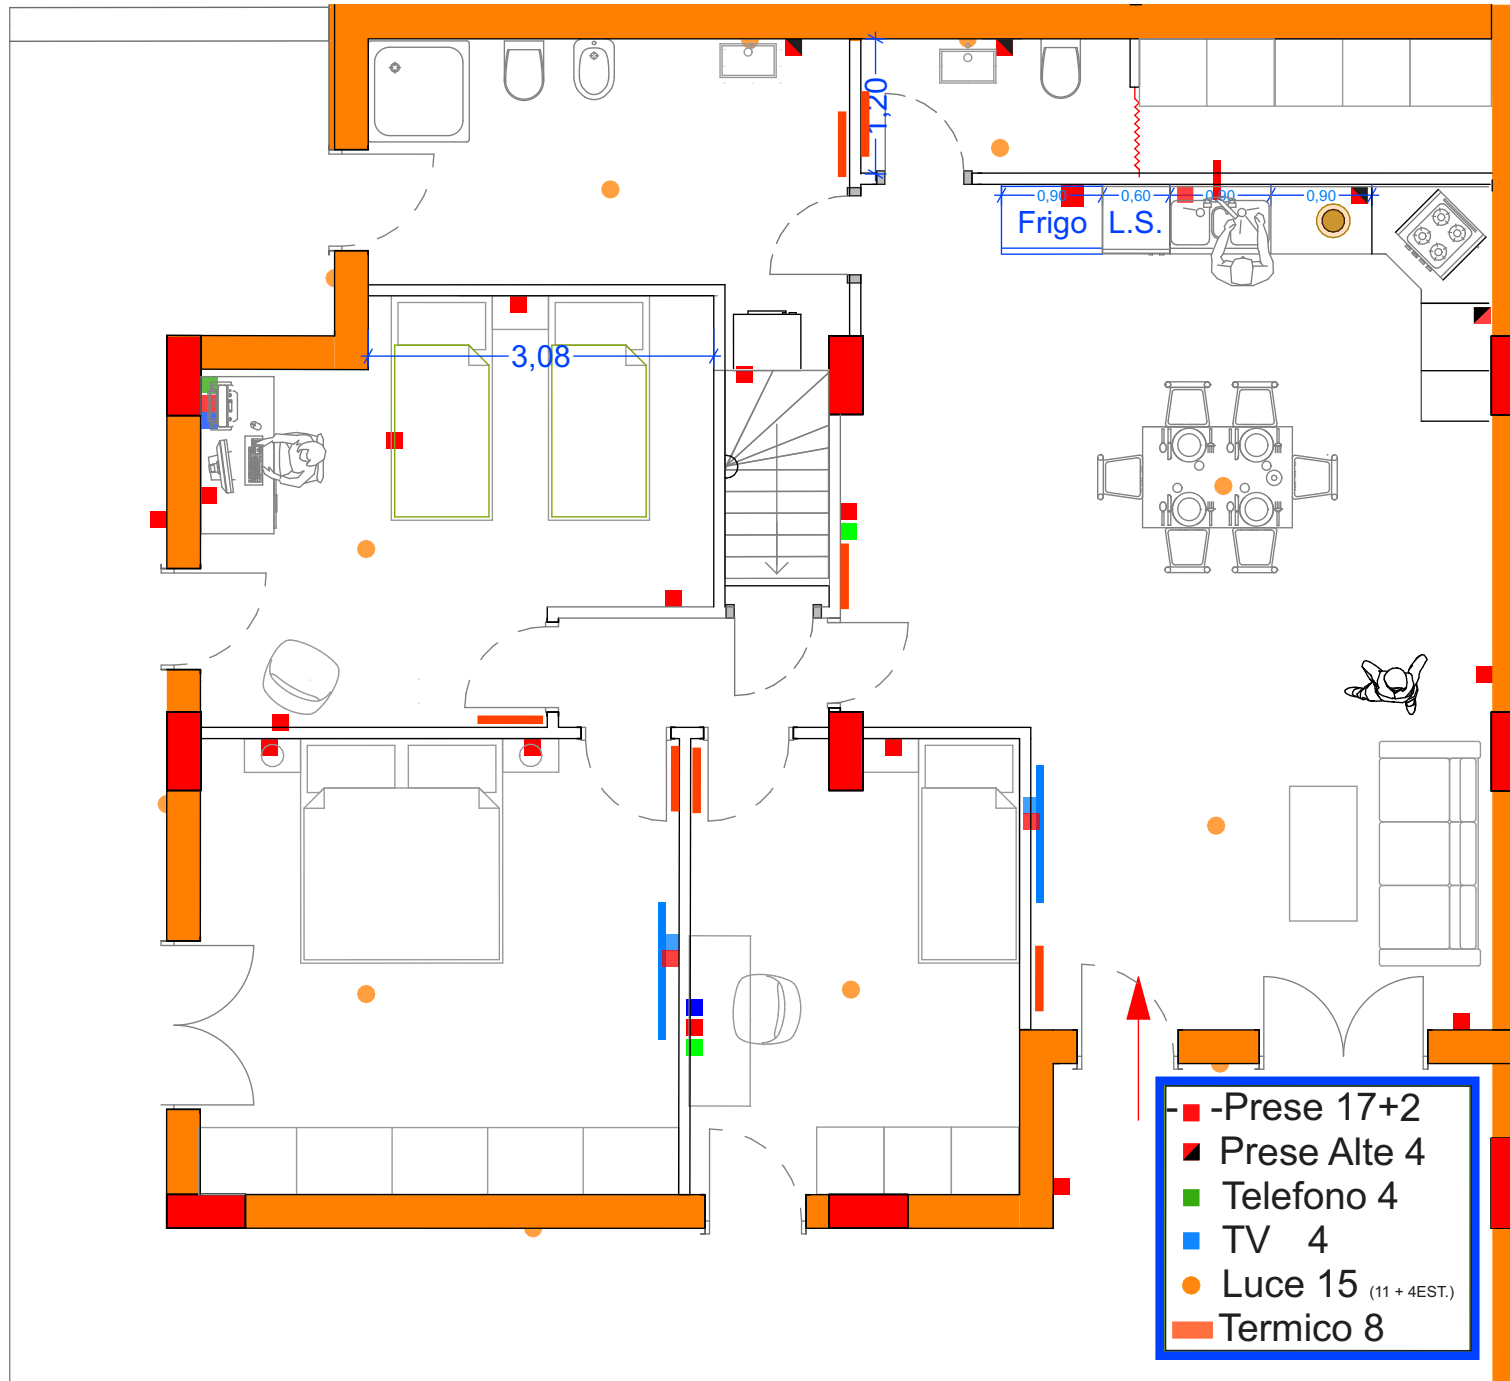 1,20
0,90 0,60 0,90 0,90
Frigo L.S.
3,08
- -Prese 17+2
Prese Alte 4
Telefono 4
TV 4
Luce 15 (11 + 4EST.)
Termico 8